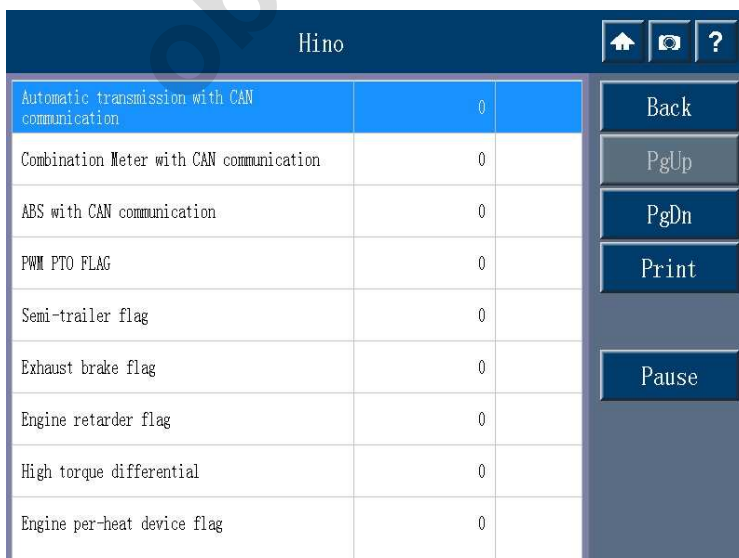 Hino
?
Automatic transmission with CAN
communication 0
Combination Meter with CAN communication 0
ABS with CAN communication 0
PWM PTO FLAG 0
Semi-trailer flag 0
Exhaust brake flag 0
Engine retarder flag 0
High torque differential 0
Engine per-heat device flag 0
Back
PgUp
PgDn
Print
Pause